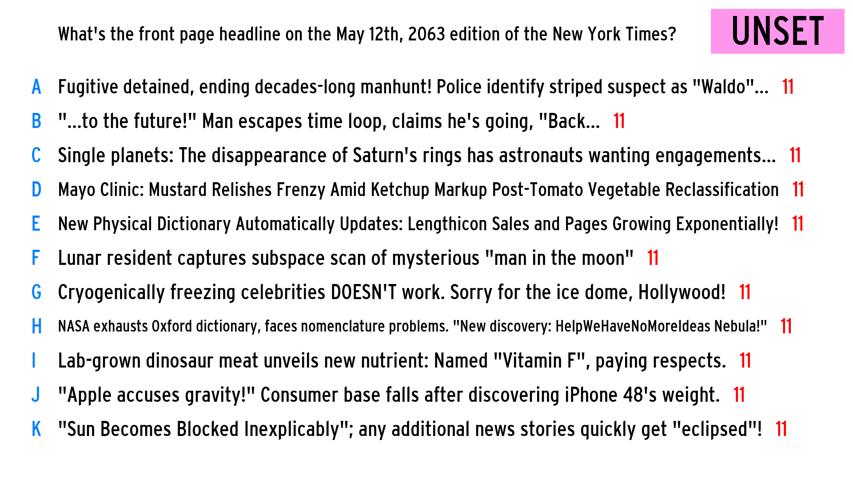 What's the front page headline on the May 12th, 2063 edition of the New York Times?
UNSET
A Fugitive detained, ending decades-long manhunt! Police identify striped suspect as "Waldo"... 11
B "...to the future!" Man escapes time loop, claims he's going, "Back... 11
C Single planets: The disappearance of Saturn's rings has astronauts wanting engagements... 11
D Mayo Clinic: Mustard Relishes Frenzy Amid Ketchup Markup Post-Tomato Vegetable Reclassification 11
E New Physical Dictionary Automatically Updates: Lengthicon Sales and Pages Growing Exponentially! 11
F Lunar resident captures subspace scan of mysterious "man in the moon" 11
G Cryogenically freezing celebrities DOESN'T work. Sorry for the ice dome, Hollywood! 11
H NASA exhausts Oxford dictionary, faces nomenclature problems. "New discovery: HelpWeHaveNoMoreIdeas Nebula!" 11
I Lab-grown dinosaur meat unveils new nutrient: Named "Vitamin F", paying respects. 11
J "Apple accuses gravity!" Consumer base falls after discovering iPhone 48's weight. 11
K "Sun Becomes Blocked Inexplicably"; any additional news stories quickly get "eclipsed"! 11